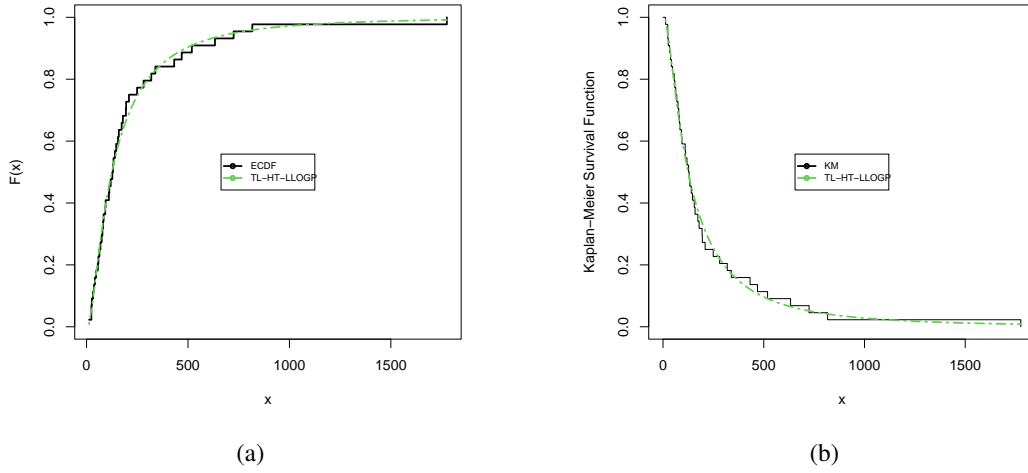 F(x)
1.0
0.8
0.6
0.4
0.2
0.0
ECDF
TL−HT−LLOGP
0 500 1000 1500
x
(a)
Kaplan−Meier Survival Function
1.0
0.8
0.6
0.4
0.2
0.0
KM
TL−HT−LLOGP
0 500 1000 1500
x
(b)